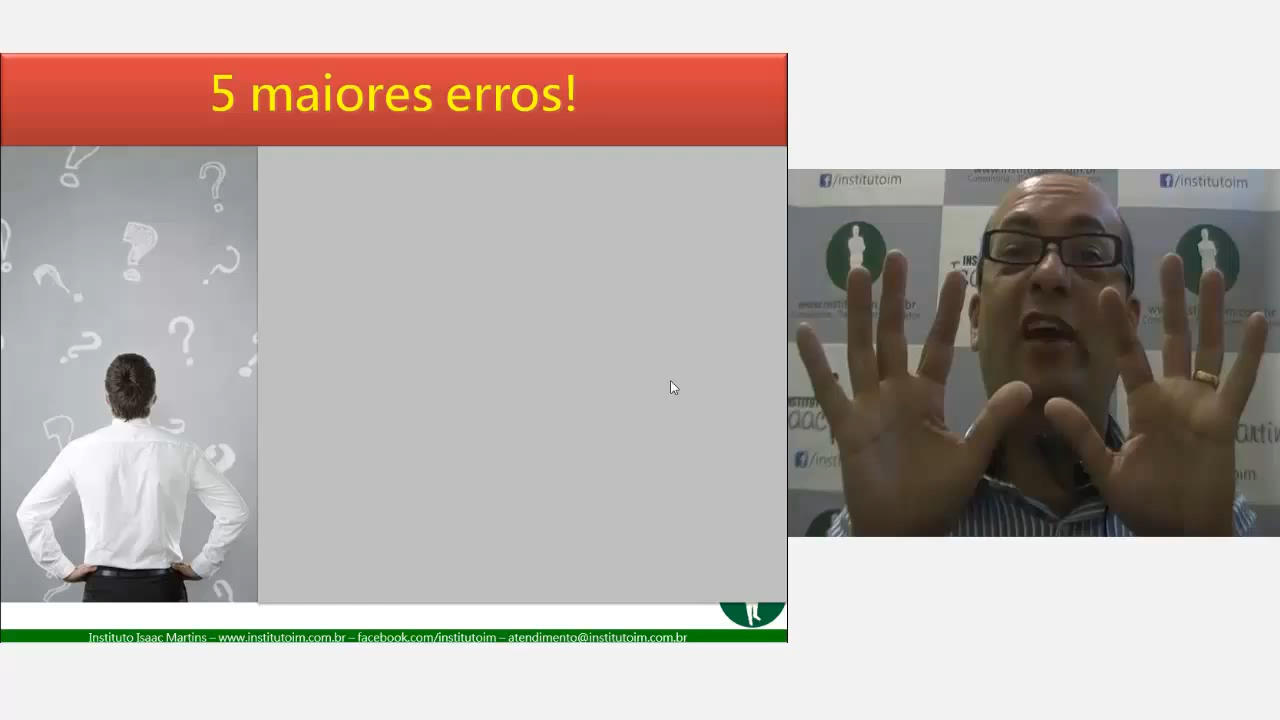 5 maiores erros!
Instituto Isaac Martins – www.institutoim.com.br – facebook.com/institutoim – atendimento@institutoim.com.br
/institutoim
/institutoim
INS